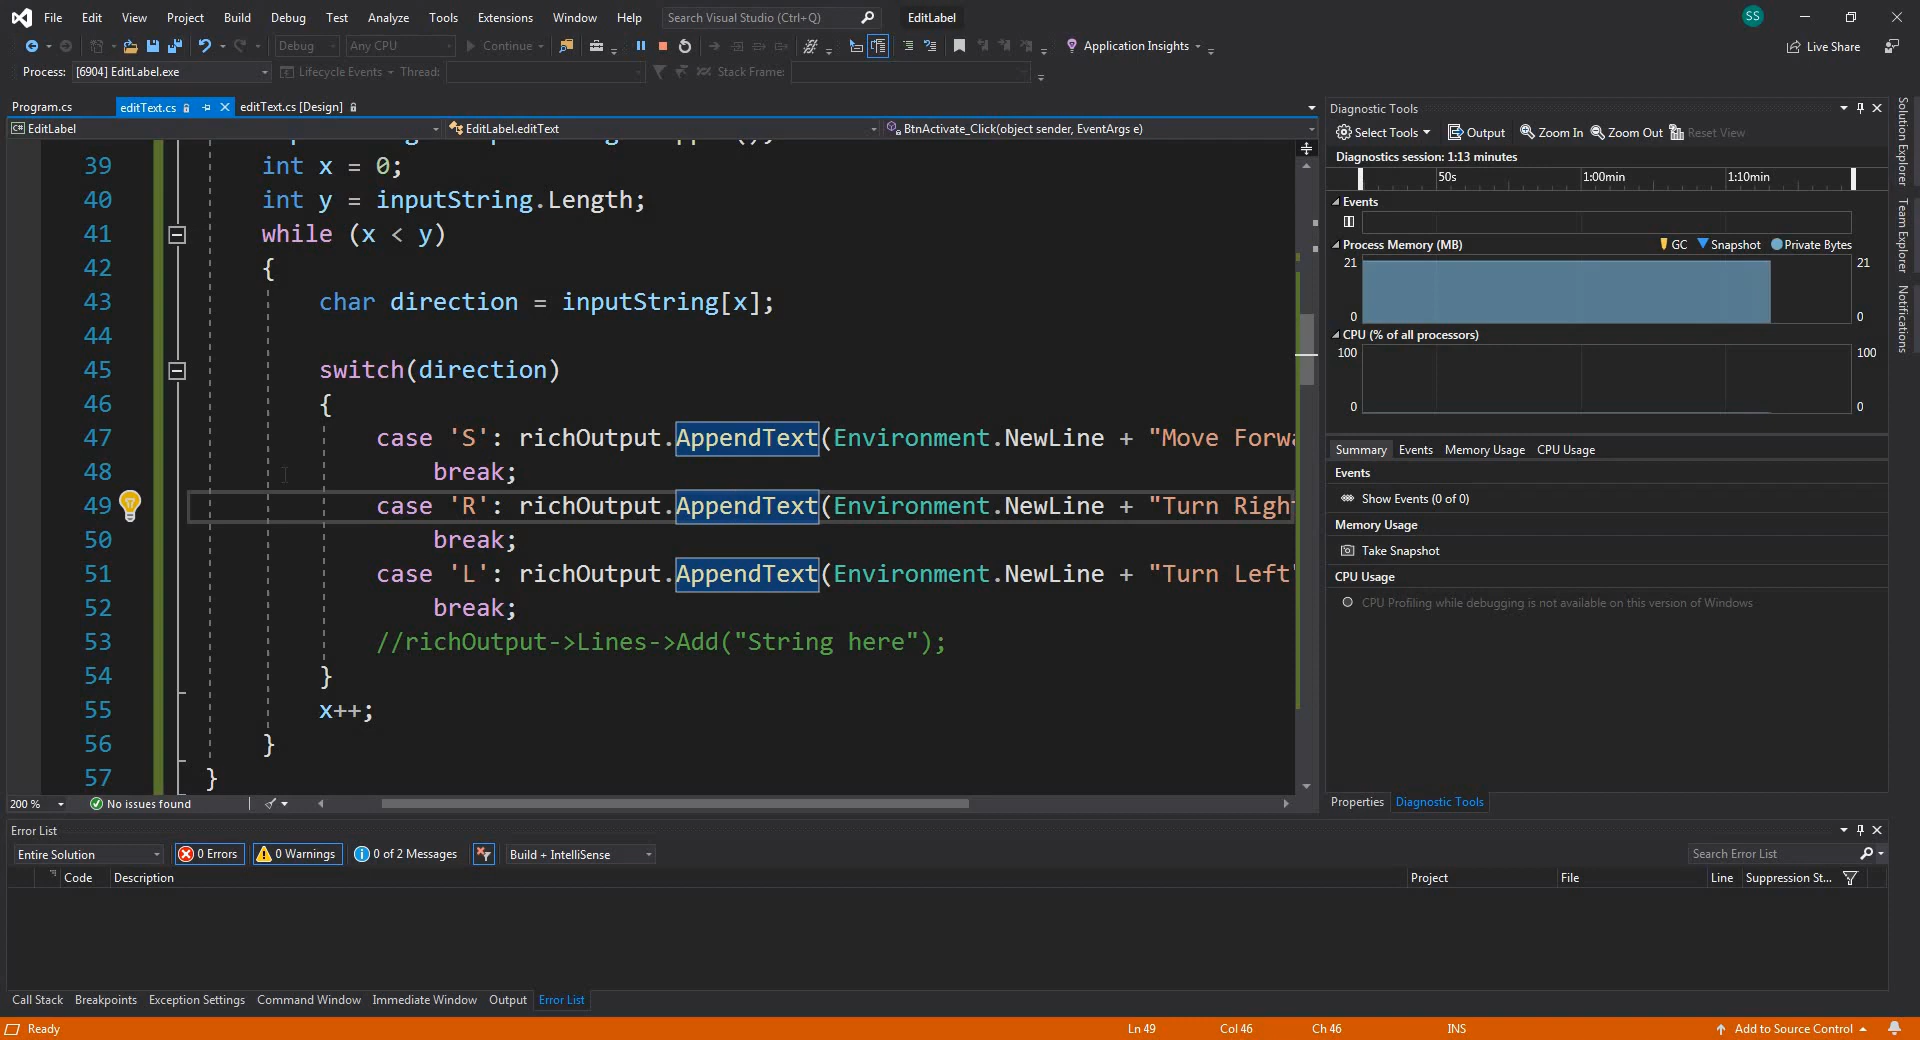 File Edit View Project Build Debug Test Analyze Tools Extensions Window Help Search Visual Studio (Ctrl+Q) EditLabel SS
Debug Any CPU Continue Application Insights Live Share
Process: [6904] EditLabel.exe Lifecycle Events Thread: Stack Frame:
Program.cs editText.cs editText.cs [Design]
EditLabel EditLabel.editText BtnActivate_Click(object sender, EventArgs e)
39 int x = 0;
40 int y = inputString.Length;
41 while (x < y)
42 {
43 char direction = inputString[x];
44
45 switch(direction)
46 {
47 case 'S': richOutput.AppendText(Environment.NewLine + "Move Forwa
48 break;
49 case 'R': richOutput.AppendText(Environment.NewLine + "Turn Righ
50 break;
51 case 'L': richOutput.AppendText(Environment.NewLine + "Turn Left"
52 break;
53 //richOutput->Lines->Add("String here");
54 }
55 x++;
56 }
57 }
200 % No issues found
Diagnostic Tools
Select Tools Output Zoom In Zoom Out Reset View
Diagnostics session: 1:13 minutes
50s 1:00min 1:10min
Events
Process Memory (MB) GC Snapshot Private Bytes
21 21
0 0
CPU (% of all processors)
100 100
0 0
Summary Events Memory Usage CPU Usage
Events
Show Events (0 of 0)
Memory Usage
Take Snapshot
CPU Usage
CPU Profiling while debugging is not available on this version of Windows
Properties Diagnostic Tools
Solution Explorer
Team Explorer
Notifications
Error List
Entire Solution 0 Errors 0 Warnings 0 of 2 Messages Build + IntelliSense Search Error List
Code Description Project File Line Suppression St...
Call Stack Breakpoints Exception Settings Command Window Immediate Window Output Error List
Ready Ln 49 Col 46 Ch 46 INS Add to Source Control